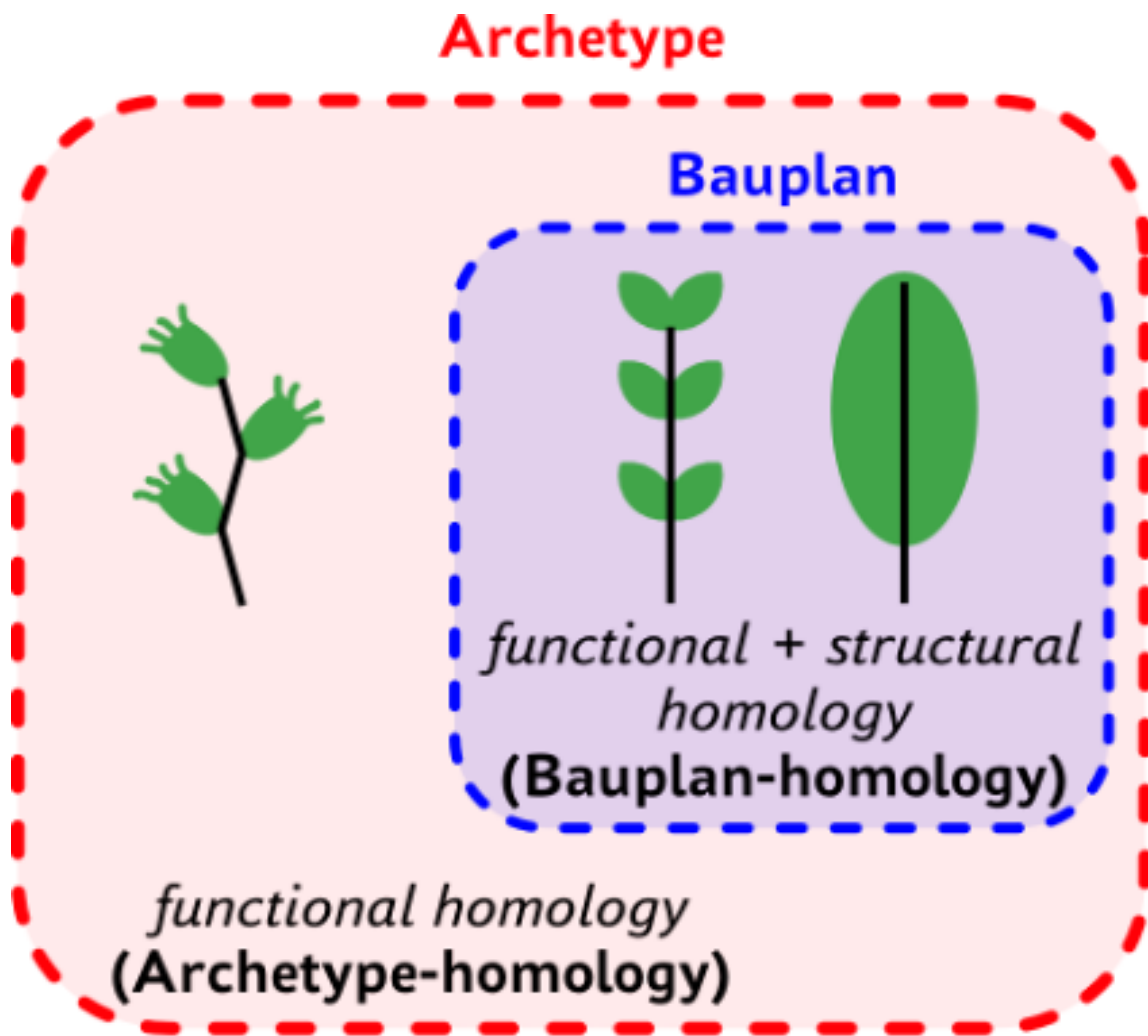 Archetype
Bauplan
functional + structural
homology
(Bauplan-homology)
functional homology
(Archetype-homology)